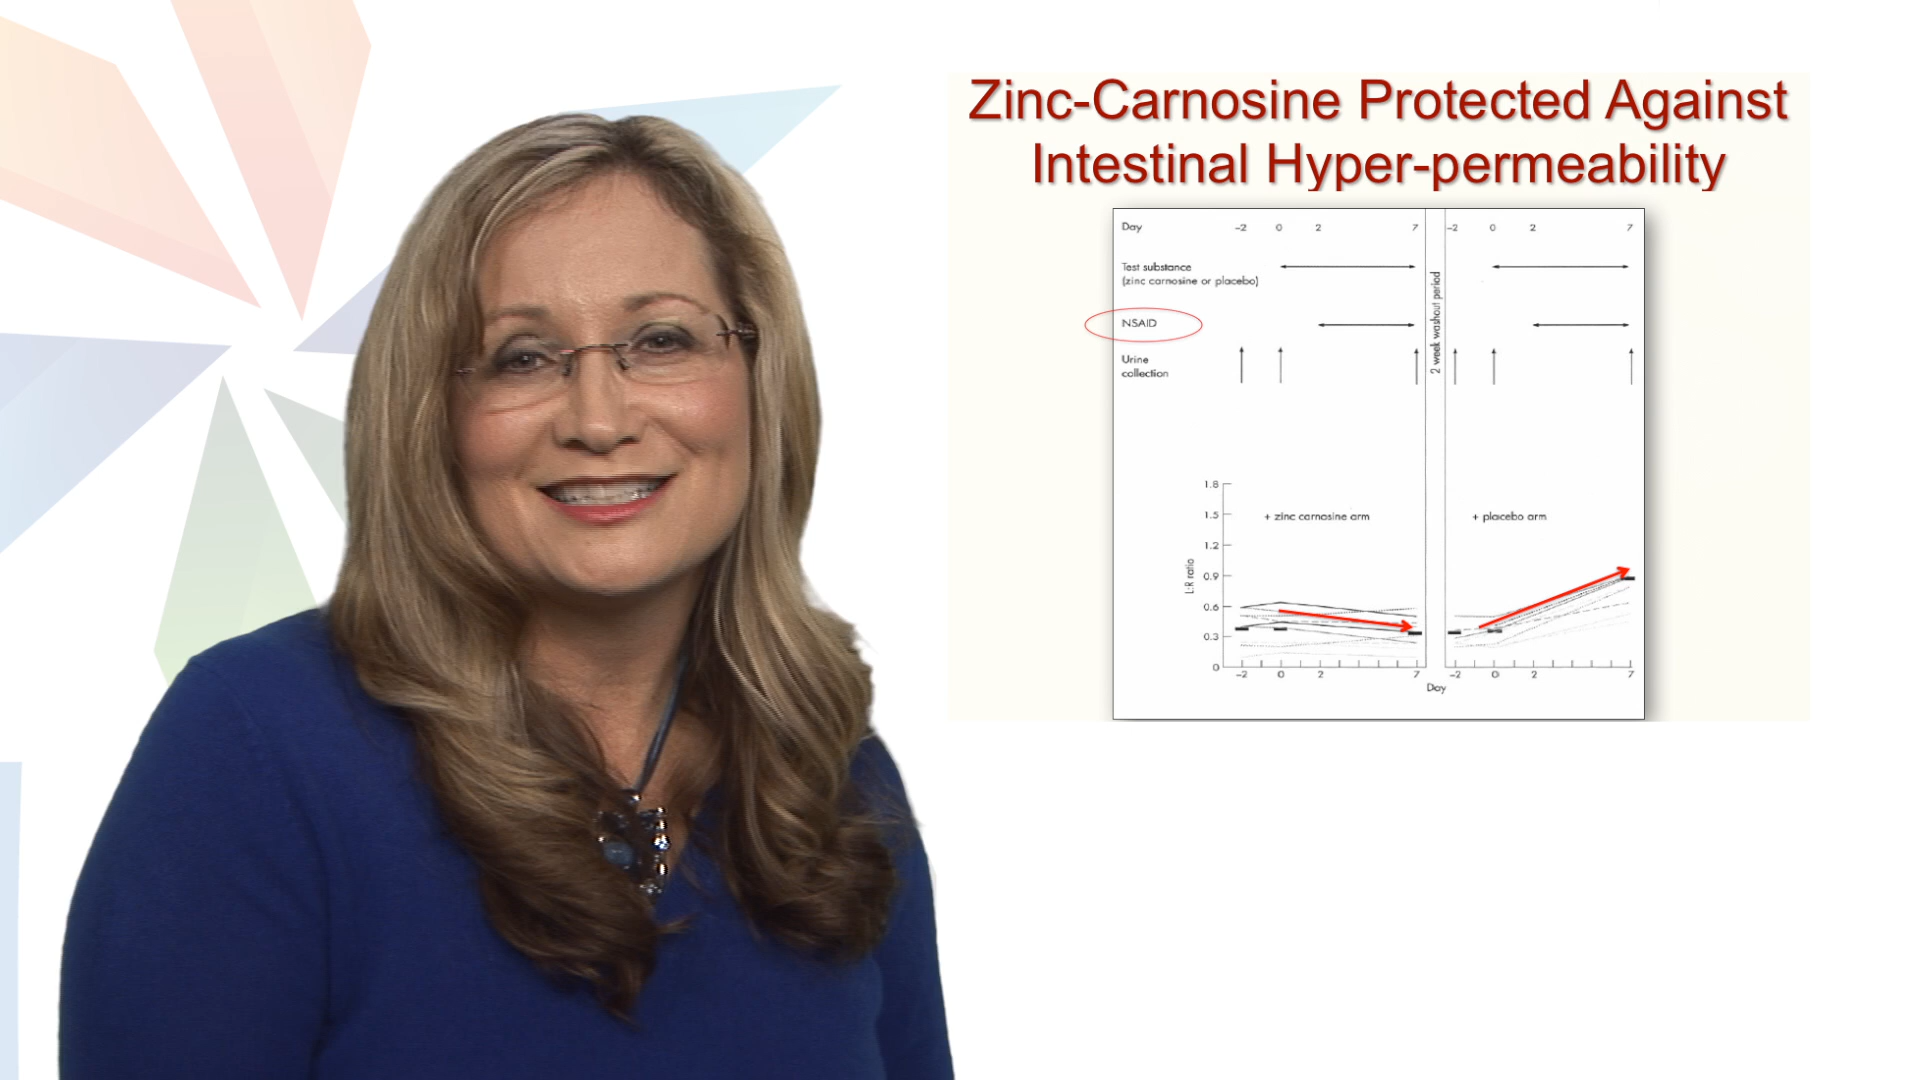 Zinc-Carnosine Protected Against
Intestinal Hyper-permeability
Day -2 0 2 7 -2 0 2 7
Test substance
(zinc carnosine or placebo)
NSAID
Urine
collection
2 week washout period
1.8
1.5 + zinc carnosine arm + placebo arm
1.2
0.9
L:R ratio
0.6
0.3
0
-2 0 2 7 -2 0 2 7
Day